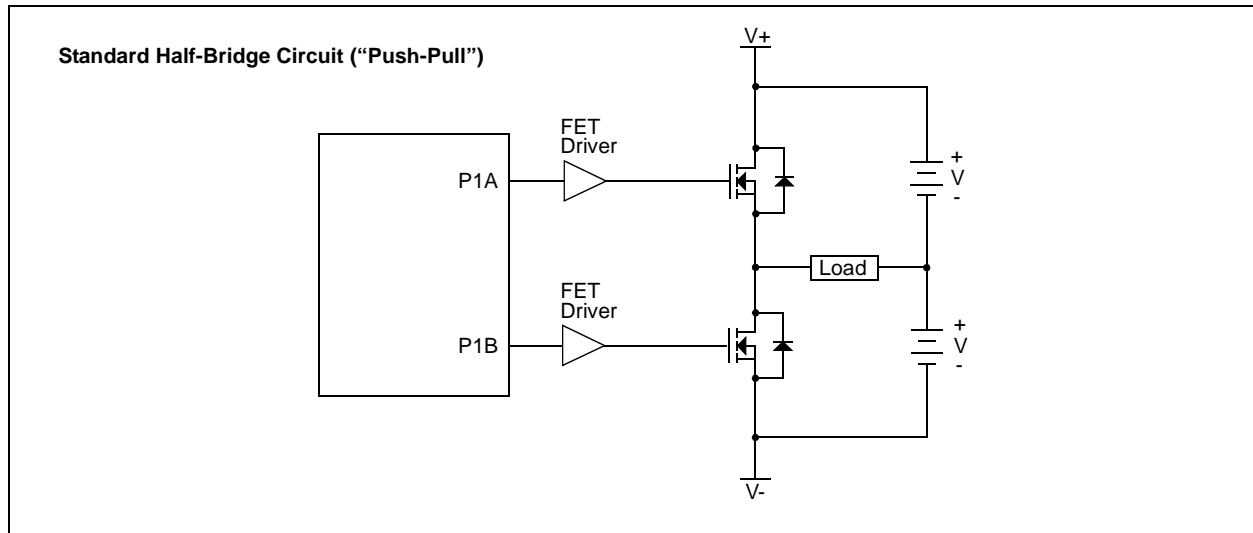 Standard Half-Bridge Circuit (“Push-Pull”)
V+
FET
Driver
P1A
+
V
-
Load
FET
Driver
P1B
+
V
-
V-